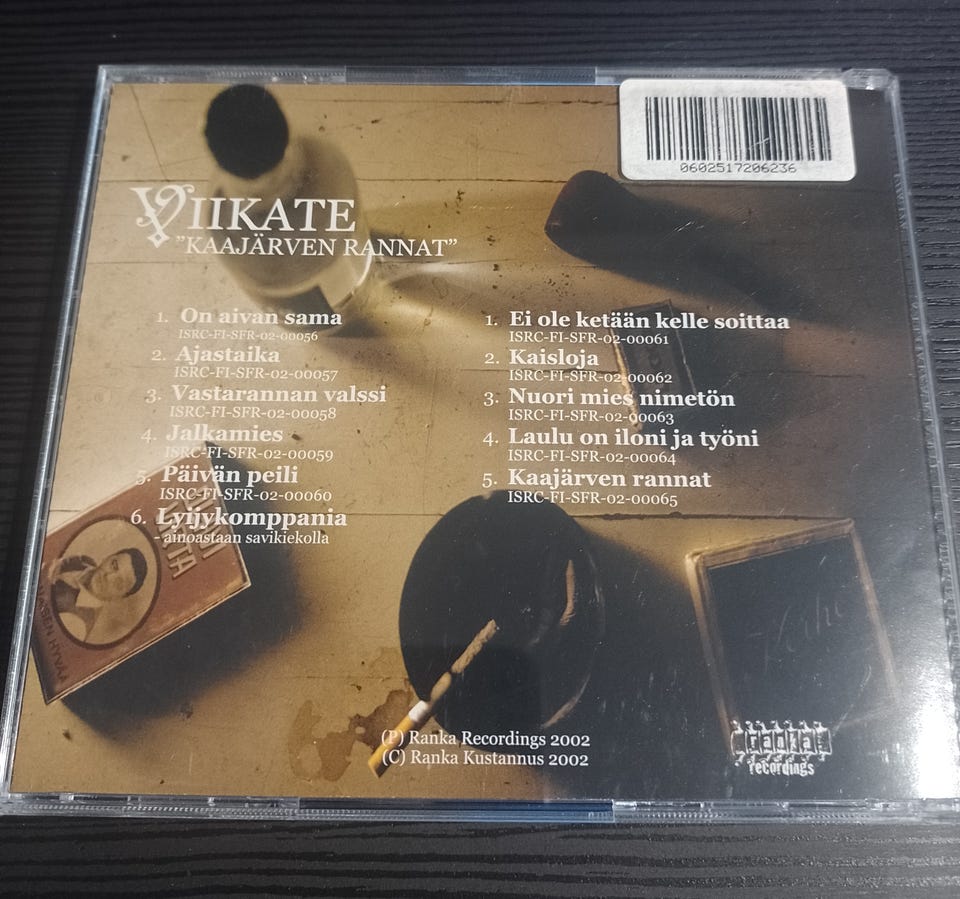 0602517206236
VIIKATE
"KAAJÄRVEN RANNAT"
1. On aivan sama
ISRC-FI-SFR-02-00056
2. Ajastaika
ISRC-FI-SFR-02-00057
3. Vastarannan valssi
ISRC-FI-SFR-02-00058
4. Jalkamies
ISRC-FI-SFR-02-00059
5. Päivän peili
ISRC-FI-SFR-02-00060
6. Lyijykomppania
- ainoastaan savikiekolla
1. Ei ole ketään kelle soittaa
ISRC-FI-SFR-02-00061
2. Kaisloja
ISRC-FI-SFR-02-00062
3. Nuori mies nimetön
ISRC-FI-SFR-02-00063
4. Laulu on iloni ja työni
ISRC-FI-SFR-02-00064
5. Kaajärven rannat
ISRC-FI-SFR-02-00065
HYVÄÄ
(P) Ranka Recordings 2002
(C) Ranka Kustannus 2002
ranka
recordings